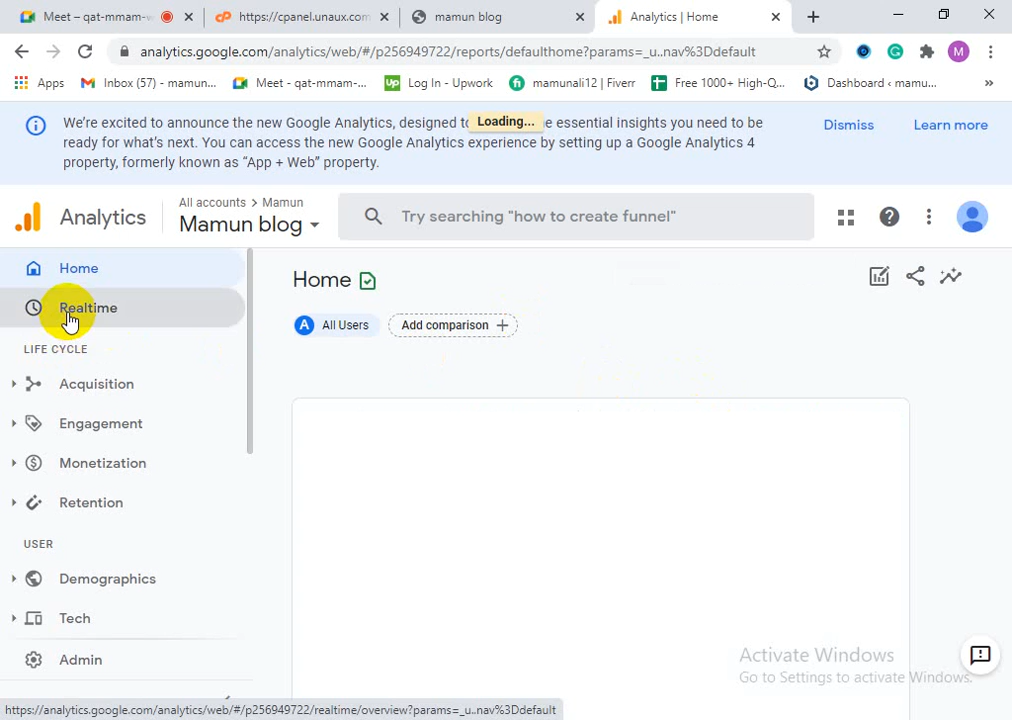 Meet – qat-mmam-w
https://cpanel.unaux.com
mamun blog
Analytics | Home
analytics.google.com/analytics/web/#/p256949722/reports/defaulthome?params=_u..nav%3Ddefault
Apps
Inbox (57) - mamun...
Meet - qat-mmam-...
Log In - Upwork
mamunali12 | Fiverr
Free 1000+ High-Q...
Dashboard ‹ mamu...
We're excited to announce the new Google Analytics, designed to
Loading...
e essential insights you need to be
ready for what's next. You can access the new Google Analytics experience by setting up a Google Analytics 4
property, formerly known as “App + Web” property.
Dismiss
Learn more
Analytics
All accounts > Mamun
Mamun blog
Try searching "how to create funnel"
Home
Realtime
LIFE CYCLE
Acquisition
Engagement
Monetization
Retention
USER
Demographics
Tech
Admin
Home
A All Users
Add comparison +
Activate Windows
Go to Settings to activate Windows.
https://analytics.google.com/analytics/web/#/p256949722/realtime/overview?params=_u..nav%3Ddefault